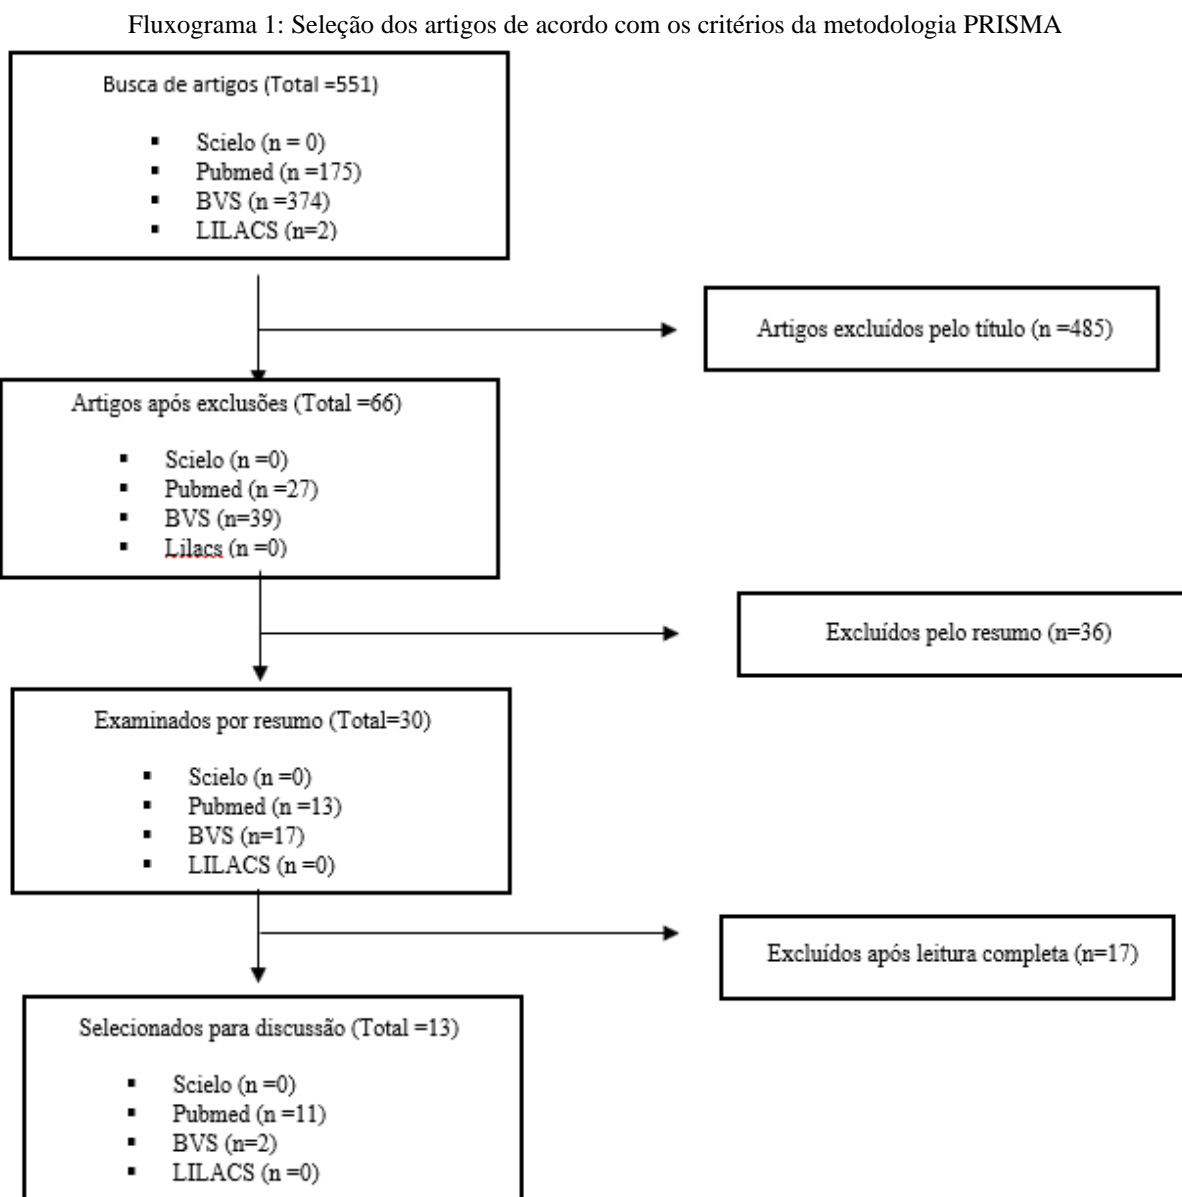 Fluxograma 1: Seleção dos artigos de acordo com os critérios da metodologia PRISMA
Busca de artigos (Total =551)
▪ Scielo (n = 0)
▪ Pubmed (n =175)
▪ BVS (n =374)
▪ LILACS (n=2)
Artigos excluídos pelo título (n =485)
Artigos após exclusões (Total =66)
▪ Scielo (n =0)
▪ Pubmed (n =27)
▪ BVS (n=39)
▪ Lilacs (n =0)
Excluídos pelo resumo (n=36)
Examinados por resumo (Total=30)
▪ Scielo (n =0)
▪ Pubmed (n =13)
▪ BVS (n=17)
▪ LILACS (n =0)
Excluídos após leitura completa (n=17)
Selecionados para discussão (Total =13)
▪ Scielo (n =0)
▪ Pubmed (n =11)
▪ BVS (n=2)
▪ LILACS (n =0)